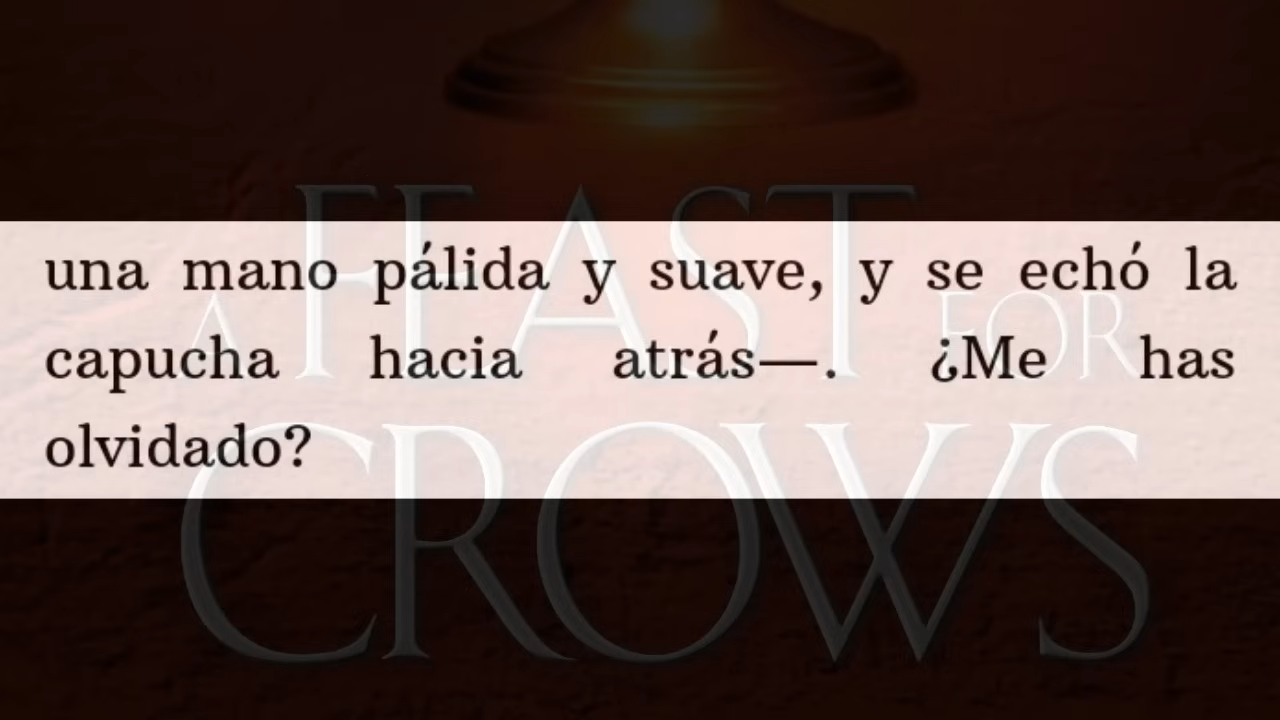 A FEAST FOR
CROWS
una mano pálida y suave, y se echó la
capucha hacia atrás—. ¿Me has
olvidado?